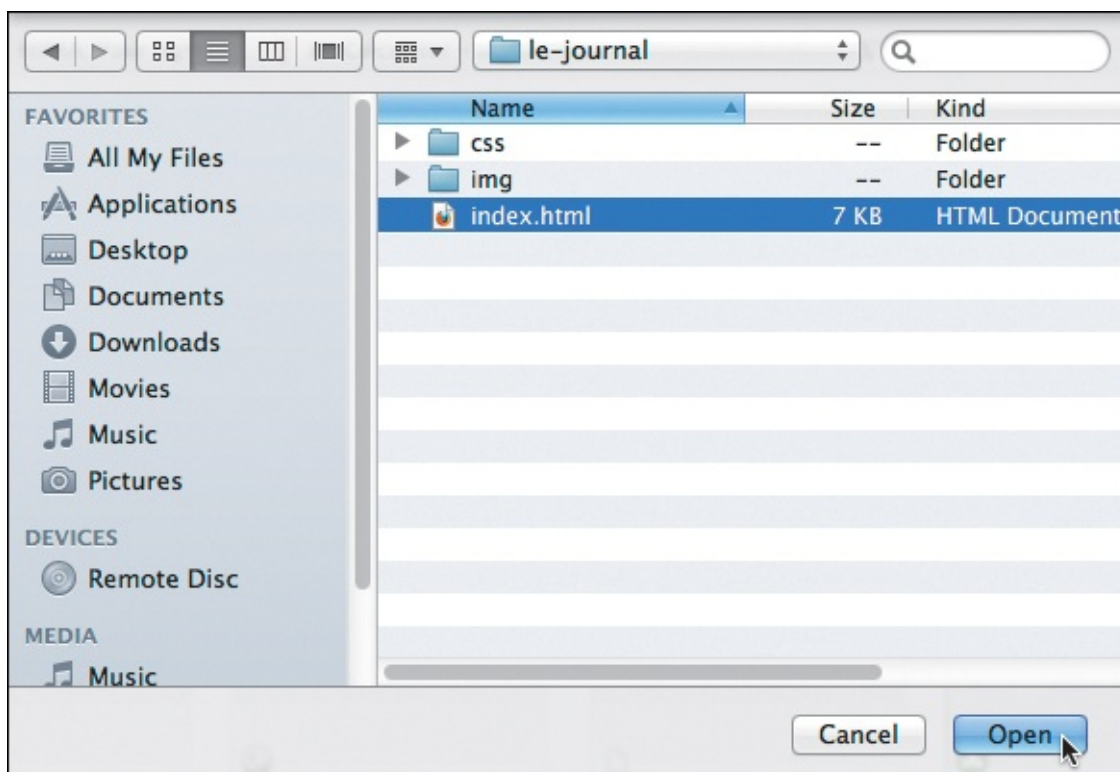 le-journal
FAVORITES
All My Files
Applications
Desktop
Documents
Downloads
Movies
Music
Pictures
DEVICES
Remote Disc
MEDIA
Music
Name Size Kind
css -- Folder
img -- Folder
index.html 7 KB HTML Document
Cancel Open